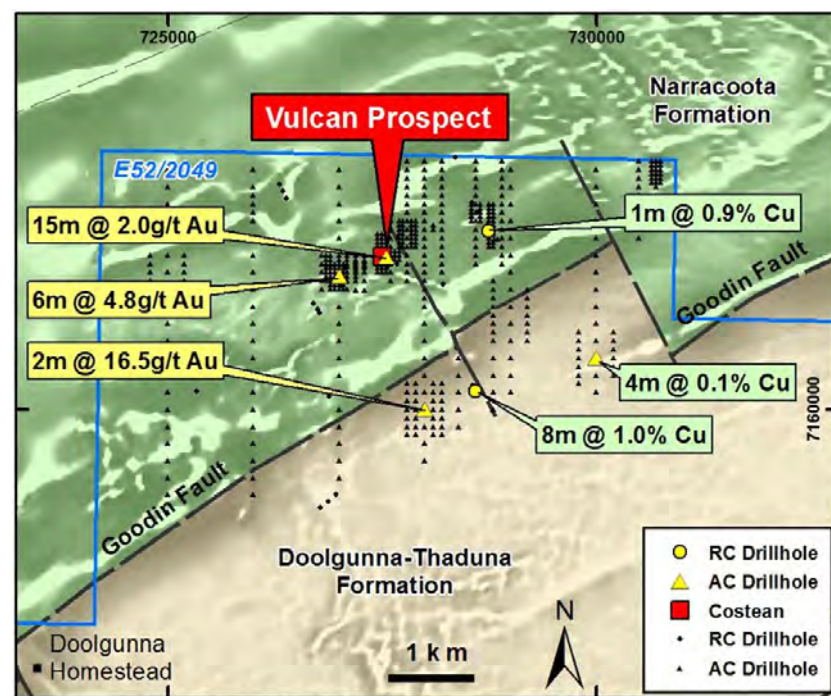 725000
730000
Narracoota
Formation
Vulcan Prospect
E52/2049
15m @ 2.0g/t Au
1m @ 0.9% Cu
6m @ 4.8g/t Au
Goodin Fault
2m @ 16.5g/t Au
4m @ 0.1% Cu
7160000
8m @ 1.0% Cu
Goodin Fault
Doolgunna-Thaduna
Formation
RC Drillhole
AC Drillhole
Costean
RC Drillhole
AC Drillhole
N
1 km
Doolgunna
Homestead